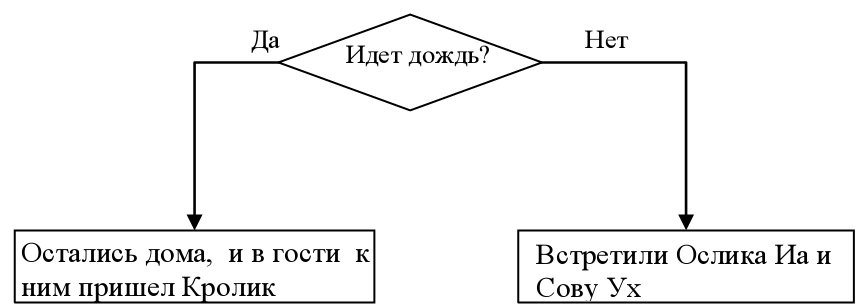 Да
Идет дождь?
Нет
Остались дома, и в гости к
ним пришел Кролик
Встретили Ослика Иа и
Сову Ух